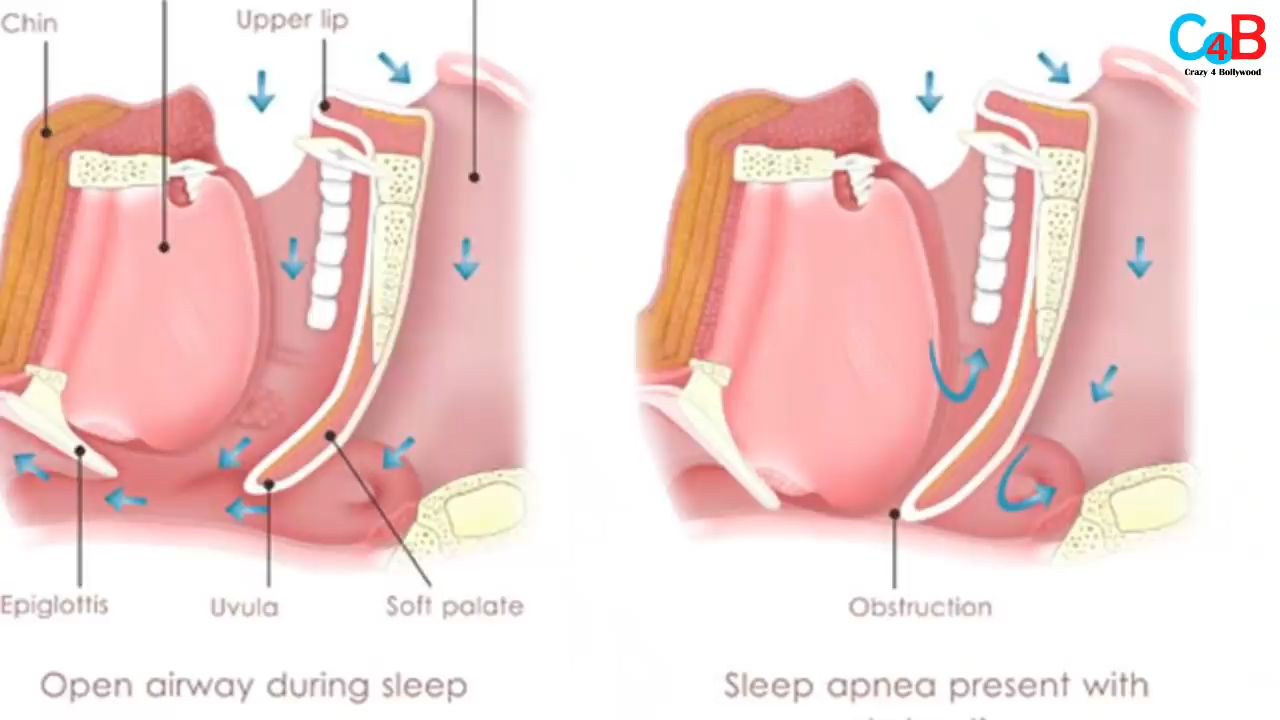 Chin
Upper lip
C4B
Crazy 4 Bollywood
Epiglottis
Uvula
Soft palate
Obstruction
Open airway during sleep
Sleep apnea present with